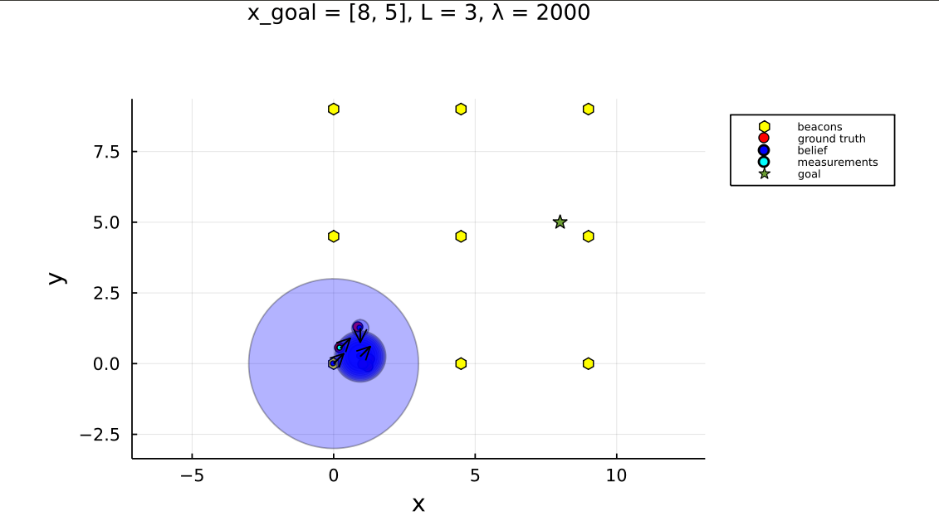 x_goal = [8, 5], L = 3, λ = 2000
beacons
ground truth
belief
measurements
goal
7.5
5.0
2.5
0.0
−2.5
y
−5
0
5
10
x